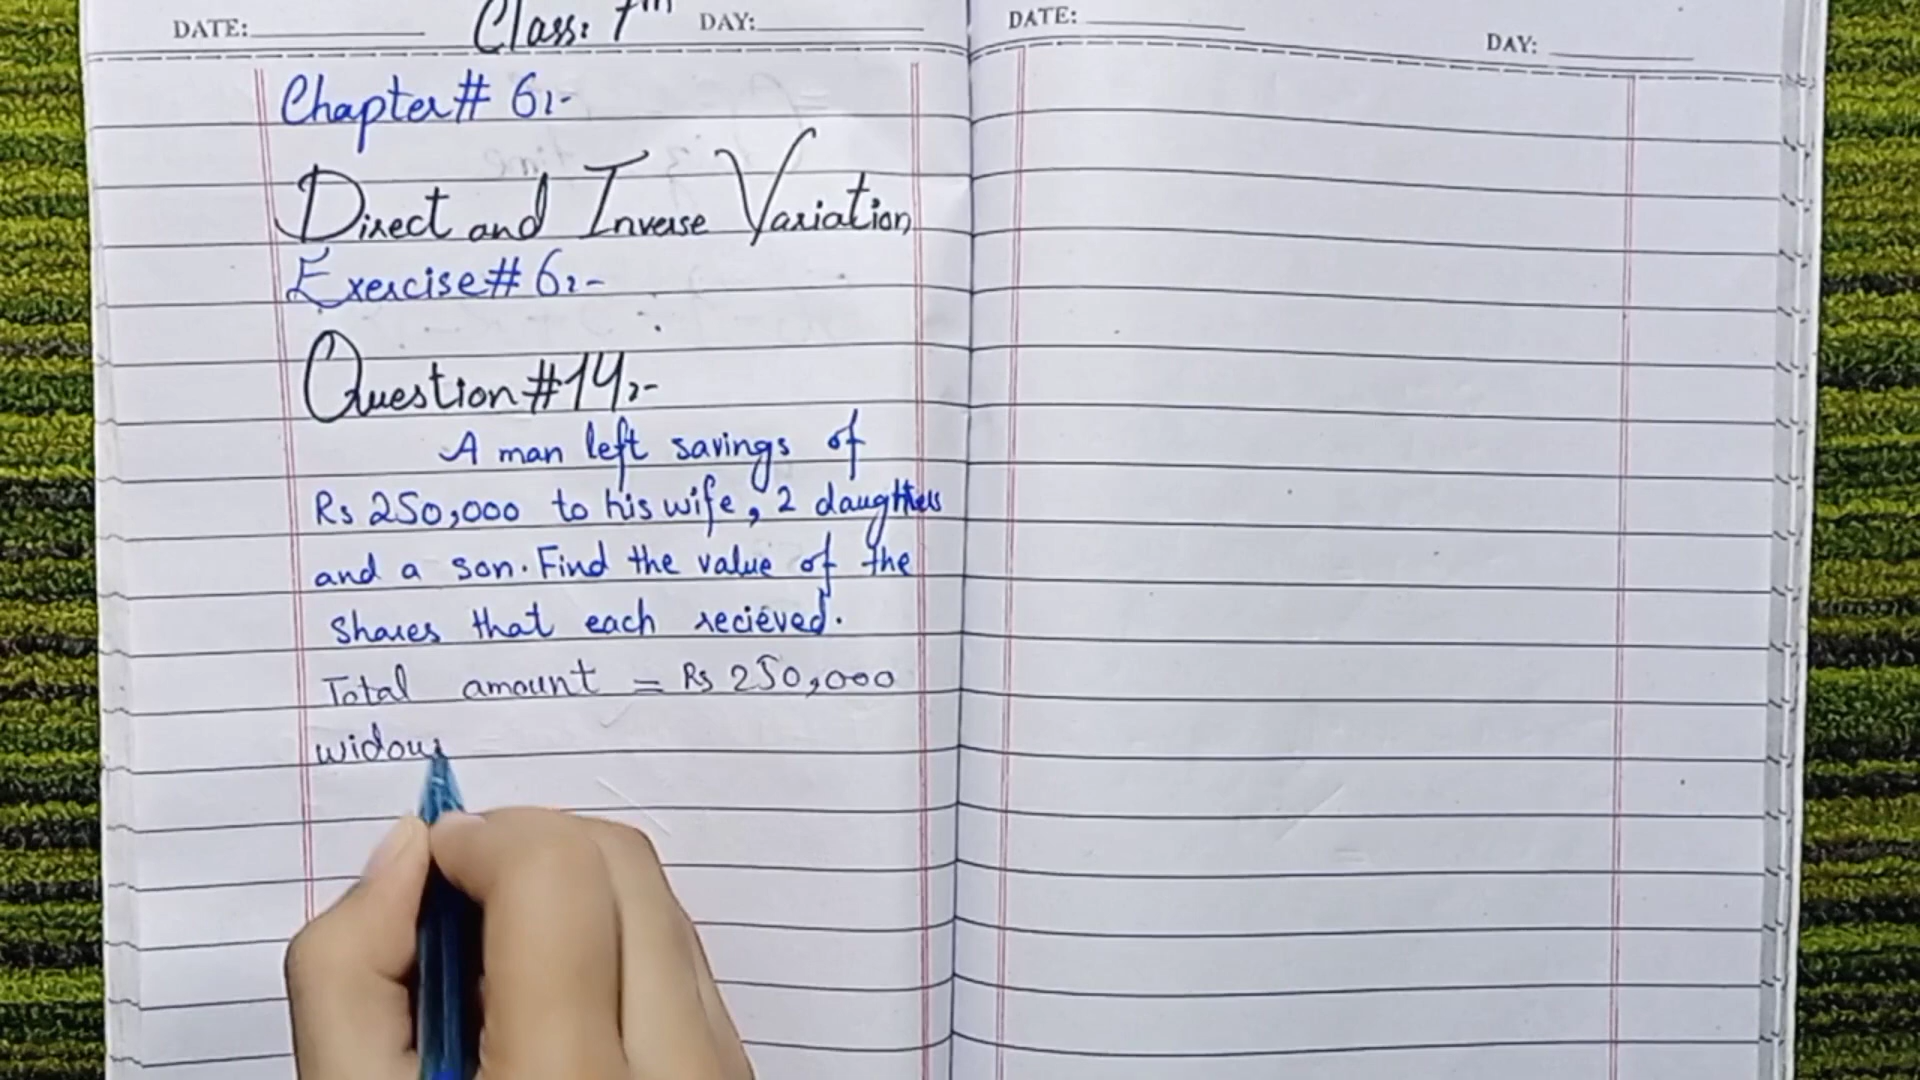 DATE: Class: 7th DAY:
Chapter# 6:-
Direct and Inverse Variation
Exercise# 6:-
Question #14:-
A man left savings of
Rs 250,000 to his wife, 2 daughters
and a son. Find the value of the
shares that each recieved.
Total amount = Rs 250,000
widow
DATE: DAY: